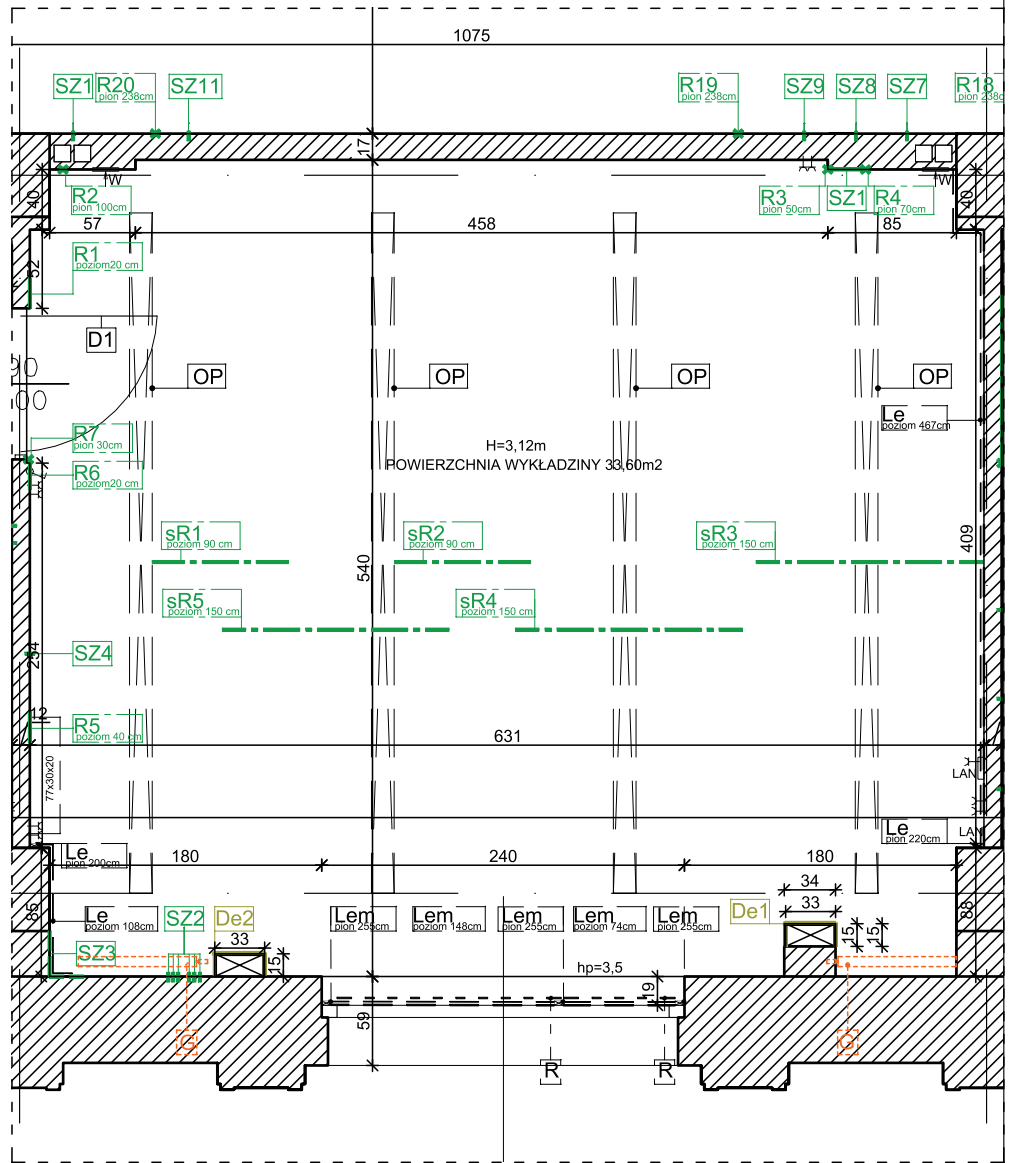 1075
SZ1
R20
pion 238cm
SZ11
R19
pion 238cm
SZ9
SZ8
SZ7
R18
pion 238c
17
W
W
40
R2
pion 100cm
R3
pion 50cm
SZ1
R4
pion 70cm
40
57
458
85
R1
poziom20 cm
52
D1
90
00
OP
OP
OP
OP
Le
poziom 467cm
R7
pion 30cm
H=3,12m
POWIERZCHNIA WYKŁADZINY 33,60m2
R6
poziom20 cm
sR1
poziom 90 cm
sR2
poziom 90 cm
sR3
poziom 150 cm
409
540
sR5
poziom 150 cm
sR4
poziom 150 cm
254
SZ4
12
R5
poziom 40 cm
631
77x30x20
LAN
Le
pion 220cm
LAN
Le
pion 200cm
180
240
180
34
33
85
Le
poziom 108cm
SZ2
De2
Lem
pion 255cm
Lem
poziom 148cm
Lem
pion 255cm
Lem
poziom 74cm
Lem
pion 255cm
De1
88
33
15
15
15
SZ3
hp=3,5
19
59
G
G
R
R